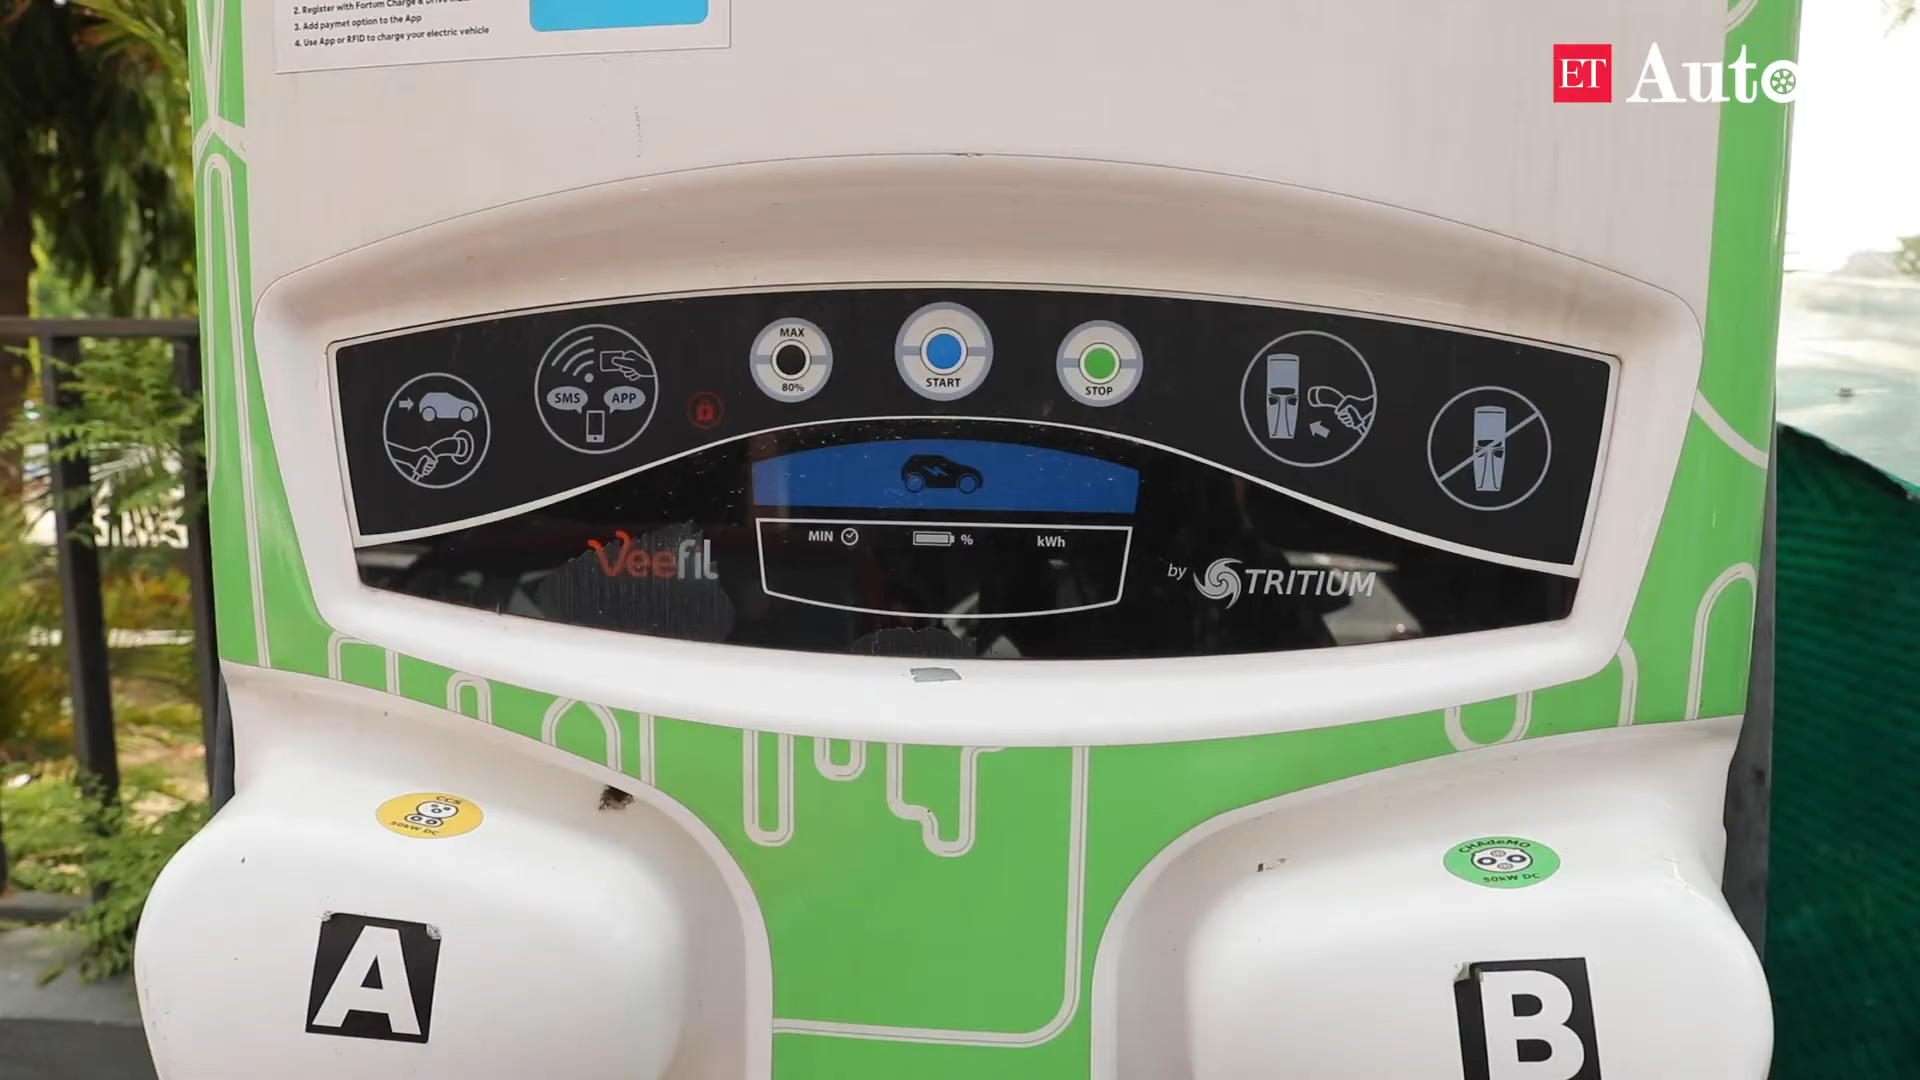 2. Register with Fortum Charge & Drive
3. Add paymet option to the App
4. Use App or RFID to charge your electric vehicle
ET Auto
MAX
80%
START
STOP
SMS APP
MIN % kWh
Veefil
by TRITIUM
CCS
50kW DC
CHAdeMO
50kW DC
A
B